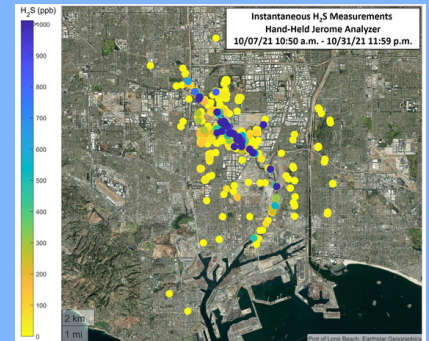 H₂S (ppb)
Instantaneous H₂S Measurements
Hand-Held Jerome Analyzer
10/07/21 10:50 a.m. - 10/31/21 11:59 p.m.
1000
900
800
700
600
500
400
300
200
100
0
2 km
1 mi
Port of Long Beach, Earthstar Geographics